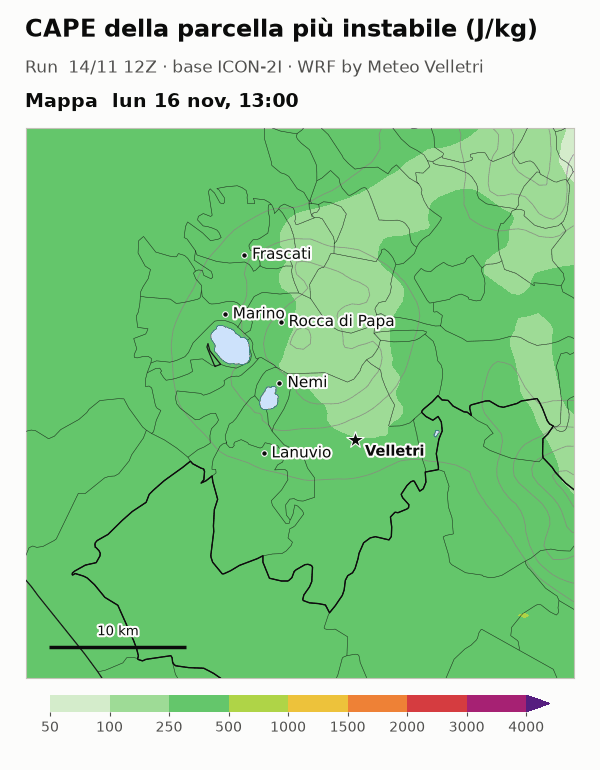 CAPE della parcella più instabile (J/kg)
Run  14/11 12Z · base ICON-2I · WRF by Meteo Velletri
Mappa  lun 16 nov, 13:00
Frascati
Marino
Rocca di Papa
Nemi
Velletri
Lanuvio
10 km
50 100 250 500 1000 1500 2000 3000 4000